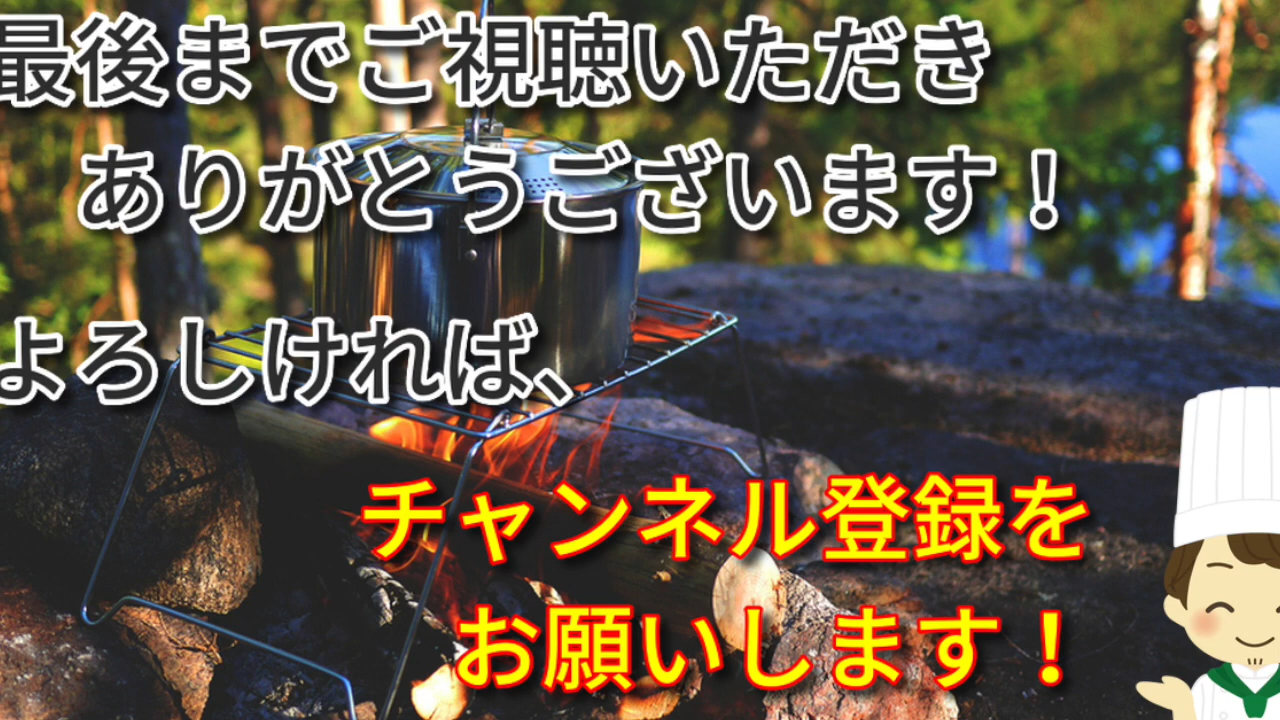 最後までご視聴いただき
ありがとうございます！
よろしければ、
チャンネル登録を
お願いします！